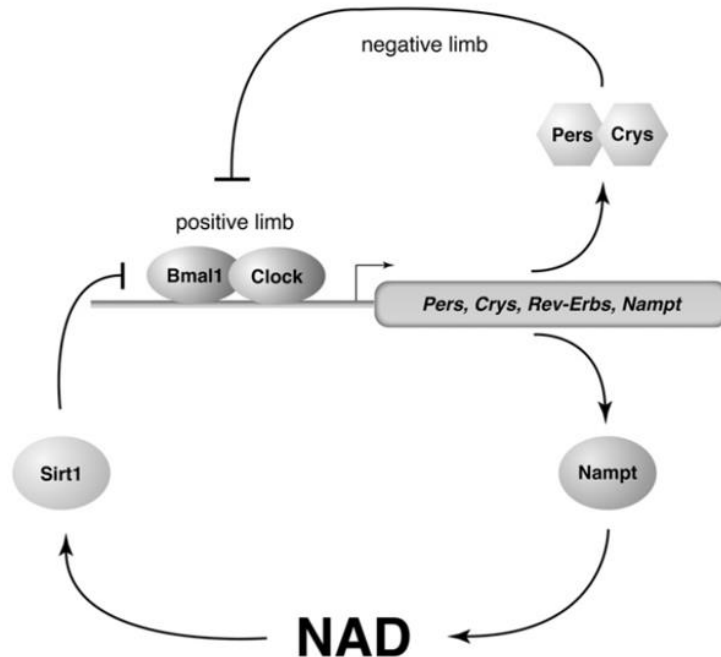 negative limb
Pers Crys
positive limb
Bmal1 Clock
Pers, Crys, Rev-Erbs, Nampt
Sirt1
Nampt
NAD